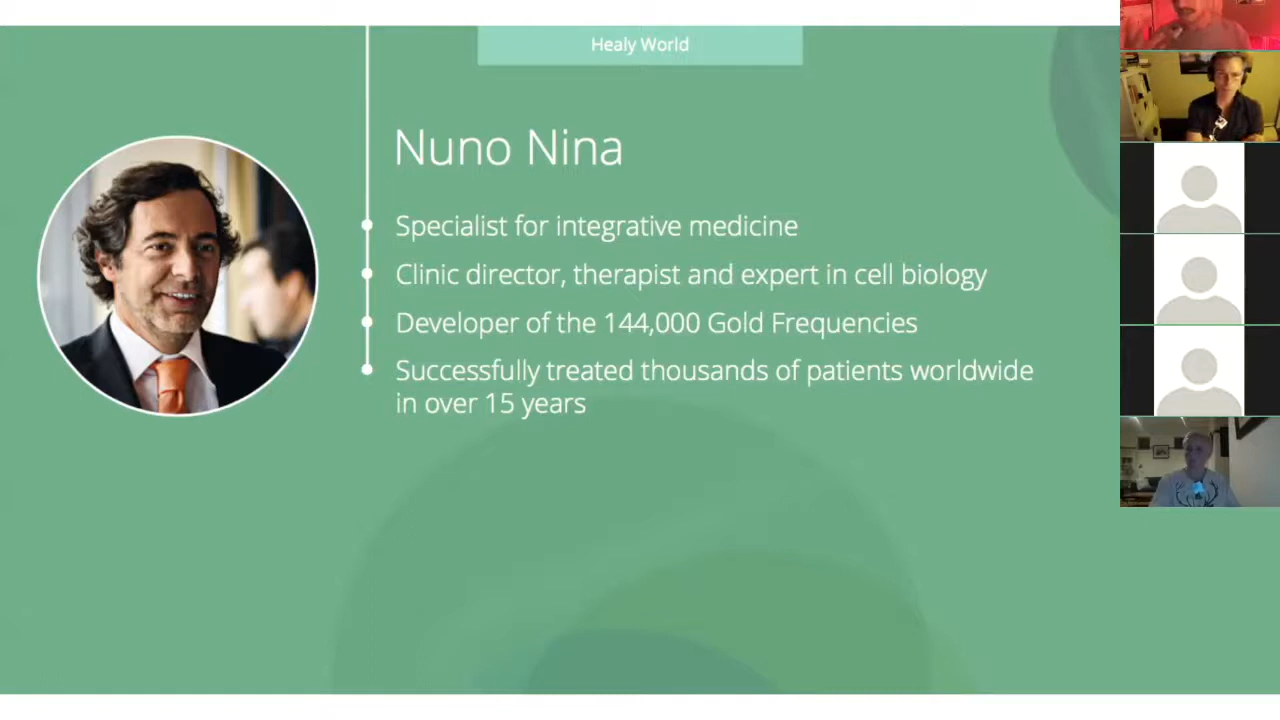 Healy World
Nuno Nina
Specialist for integrative medicine
Clinic director, therapist and expert in cell biology
Developer of the 144,000 Gold Frequencies
Successfully treated thousands of patients worldwide
in over 15 years